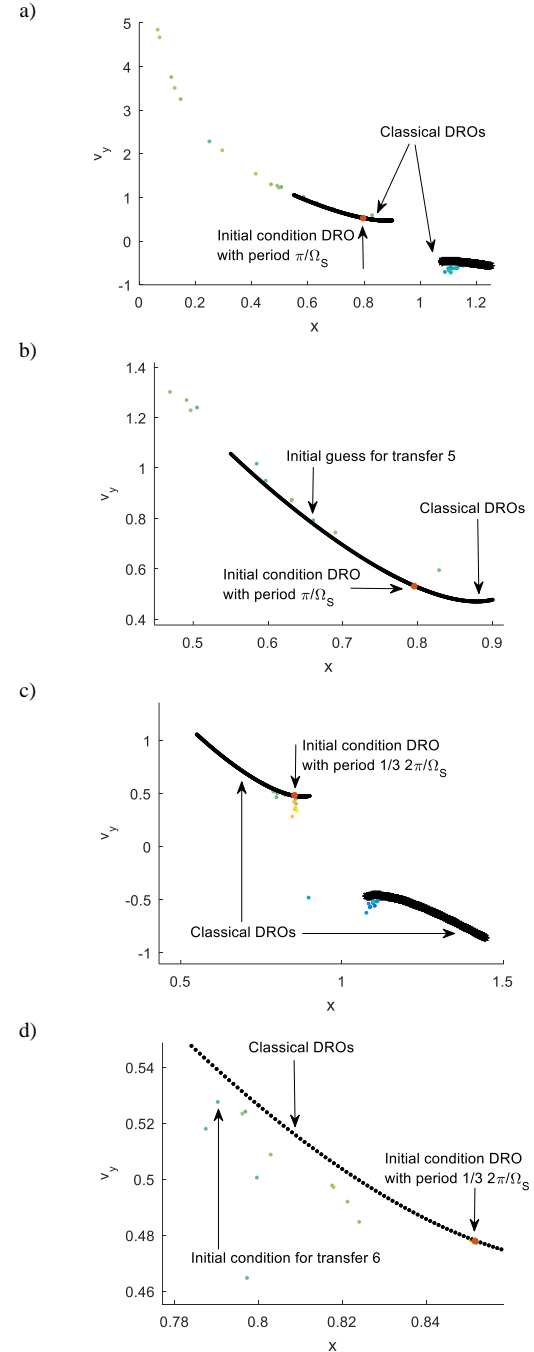 a)
5
4
3
2
1
0
-1
v_y
Classical DROs
Initial condition DRO
with period π/Ω_S
0
0.2
0.4
0.6
0.8
1
1.2
x
b)
1.4
1.2
1
0.8
0.6
0.4
v_y
Initial guess for transfer 5
Classical DROs
Initial condition DRO
with period π/Ω_S
0.5
0.6
0.7
0.8
0.9
x
c)
1
0.5
0
-0.5
-1
v_y
Initial condition DRO
with period 1/3 2π/Ω_S
Classical DROs
0.5
1
1.5
x
d)
0.54
0.52
0.5
0.48
0.46
v_y
Classical DROs
Initial condition DRO
with period 1/3 2π/Ω_S
Initial condition for transfer 6
0.78
0.8
0.82
0.84
x